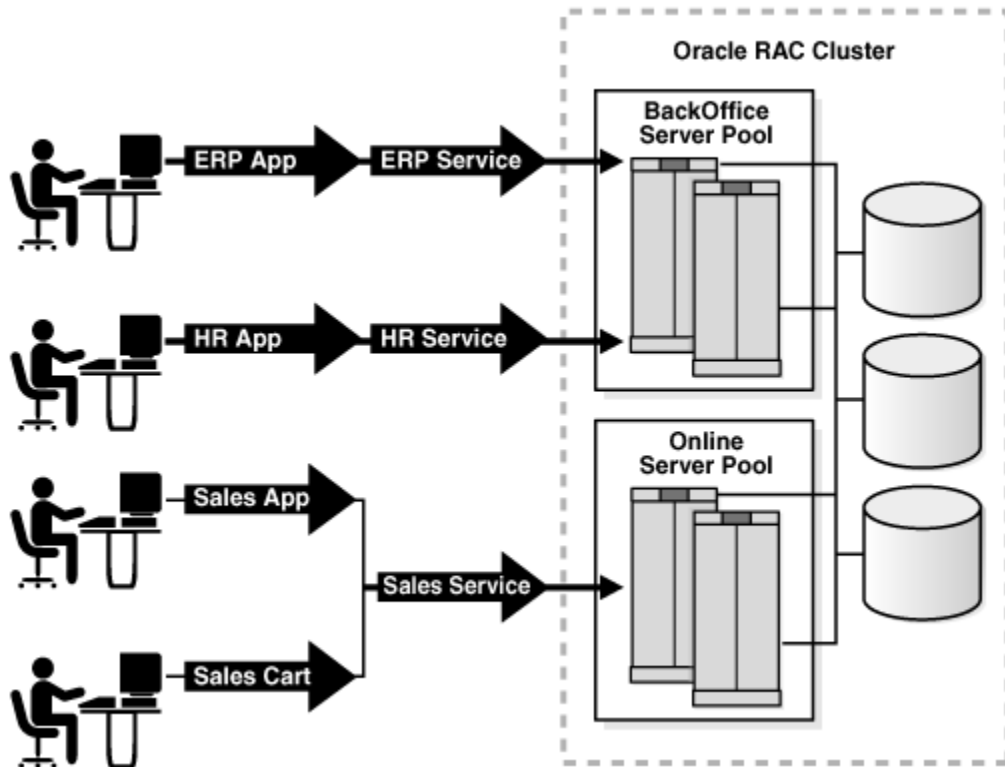 Oracle RAC Cluster
BackOffice
Server Pool
ERP App
ERP Service
HR App
HR Service
Online
Server Pool
Sales App
Sales Service
Sales Cart